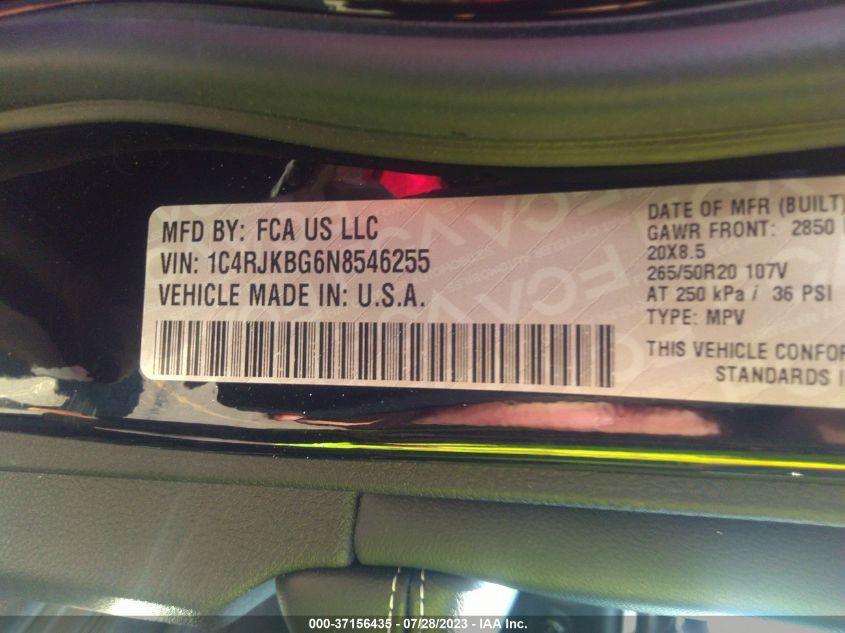 MFD BY: FCA US LLC
VIN: 1C4RJKBG6N8546255
VEHICLE MADE IN: U.S.A.
DATE OF MFR (BUILT)
GAWR FRONT: 2850
20X8.5
265/50R20 107V
AT 250 kPa / 36 PSI
TYPE: MPV
THIS VEHICLE
STANDARDS
000-37156435 - 07/28/2023 - IAA Inc.